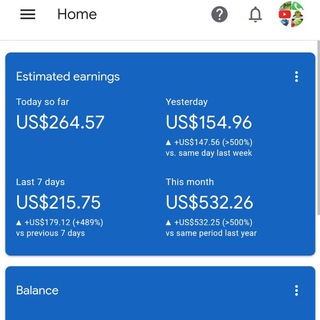 Home
Estimated earnings
Today so far
US$264.57
Yesterday
US$154.96
▲ +US$147.56 (>500%)
vs. same day last week
Last 7 days
US$215.75
▲ +US$179.12 (+489%)
vs previous 7 days
This month
US$532.26
▲ +US$532.25 (>500%)
vs same period last year
Balance